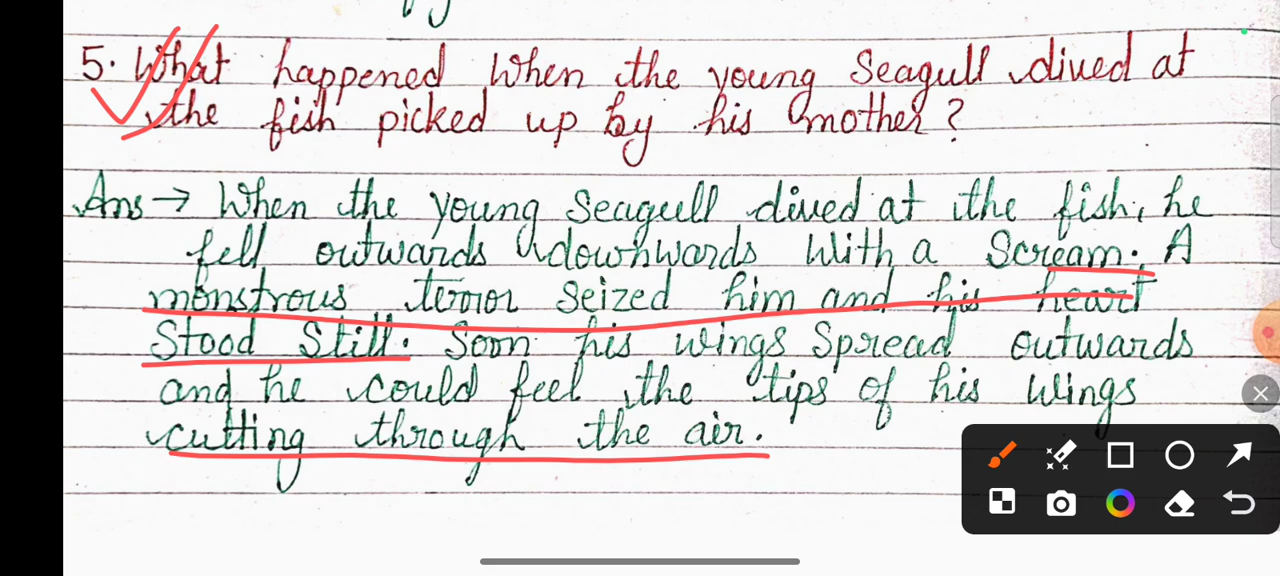 5. What happened when the young Seagull dived at
the fish picked up by his mother?
Ans → When the young Seagull dived at the fish, he
fell outwards downwards with a Scream. A
monstrous terror seized him and his heart
Stood Still. Soon his wings Spread outwards
and he could feel the tips of his wings
cutting through the air.